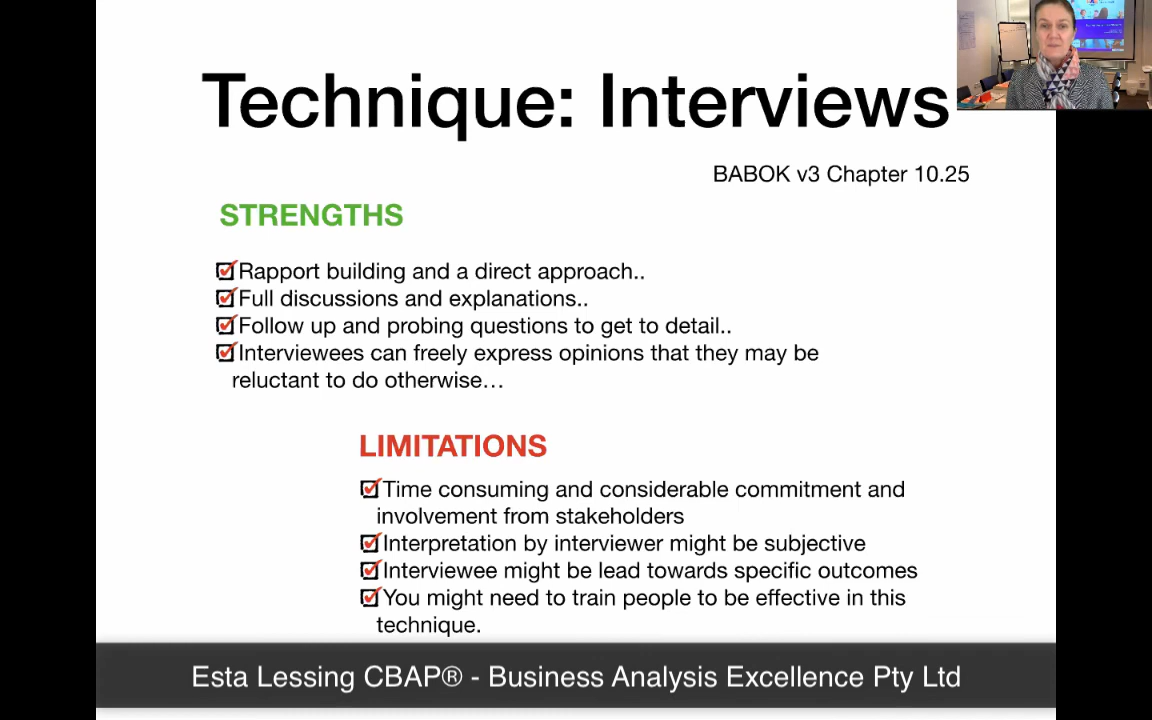 Technique: Interviews
BABOK v3 Chapter 10.25
STRENGTHS
Rapport building and a direct approach..
Full discussions and explanations..
Follow up and probing questions to get to detail..
Interviewees can freely express opinions that they may be
reluctant to do otherwise…
LIMITATIONS
Time consuming and considerable commitment and
involvement from stakeholders
Interpretation by interviewer might be subjective
Interviewee might be lead towards specific outcomes
You might need to train people to be effective in this
technique.
Esta Lessing CBAP® - Business Analysis Excellence Pty Ltd